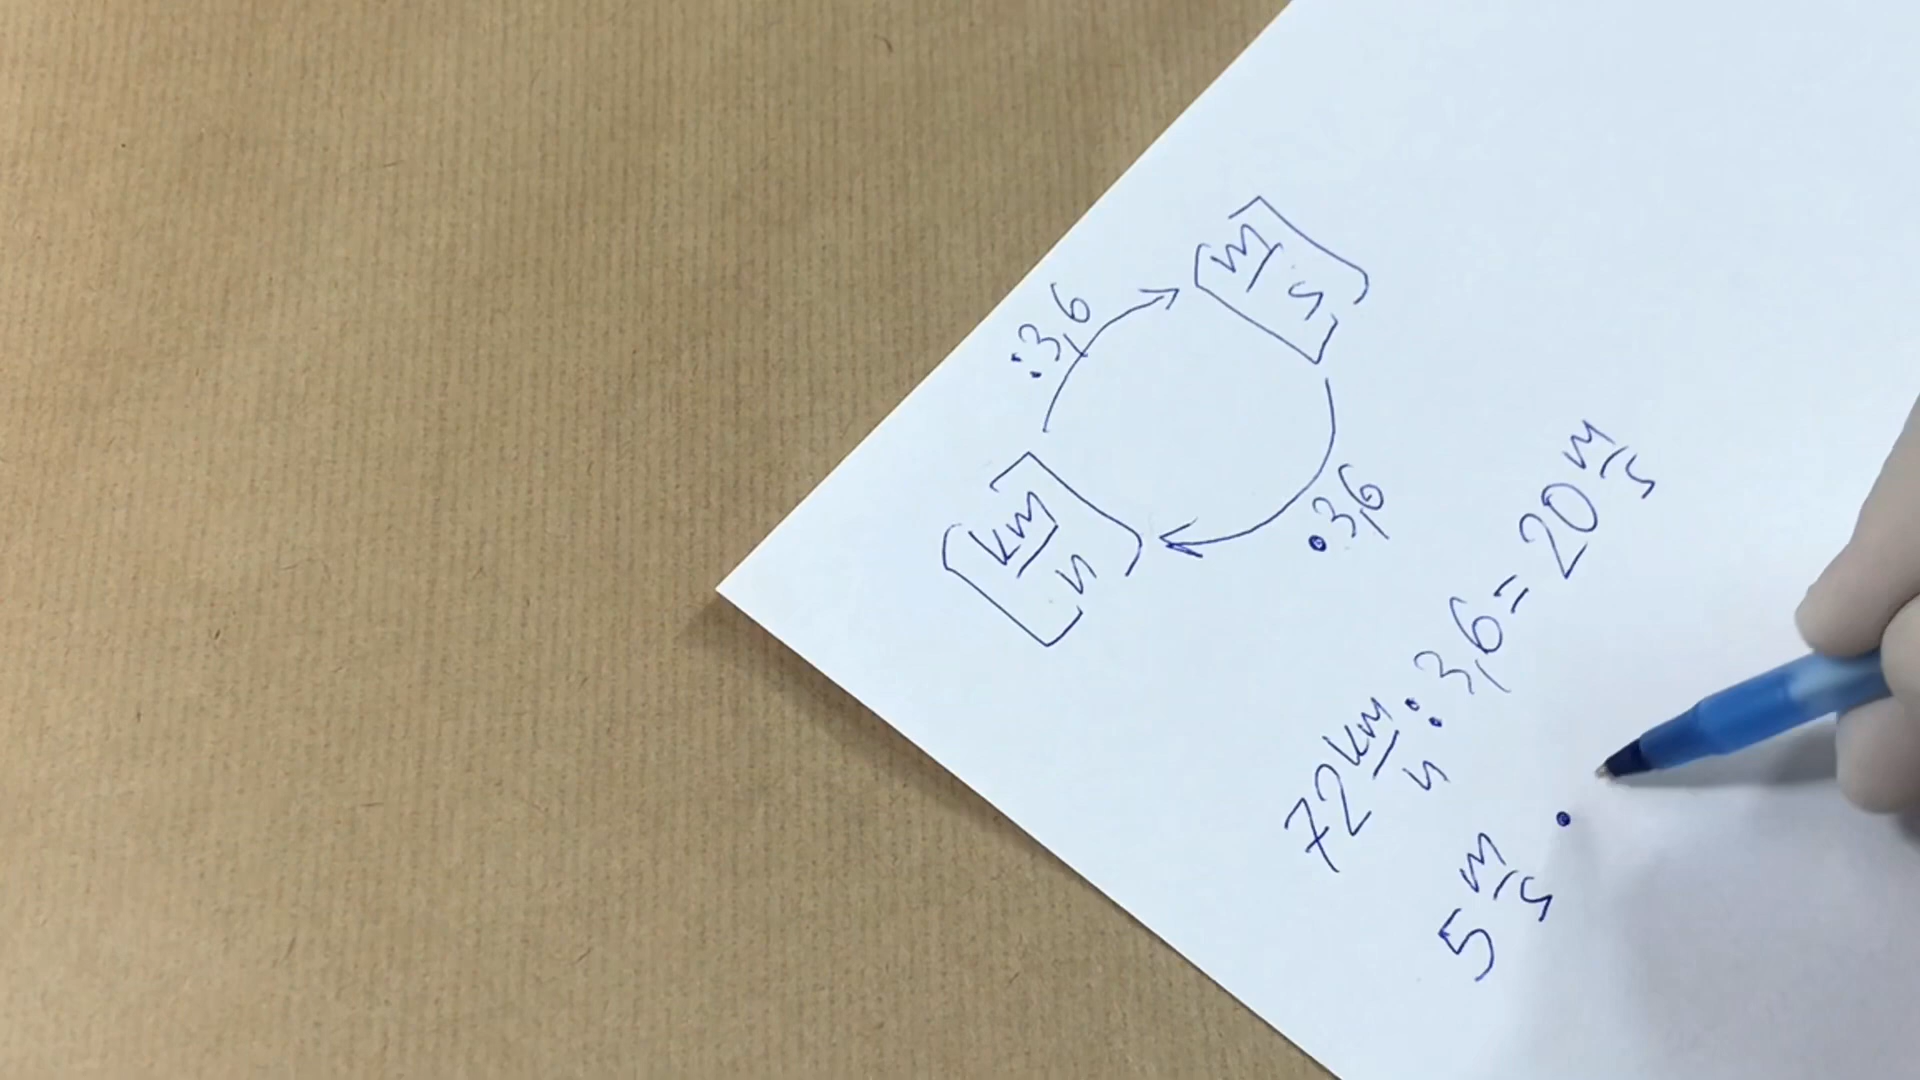 [m/s]
:3,6
[km/h]
·3,6
72 km/h : 3,6 = 20 m/s
5 m/s ·